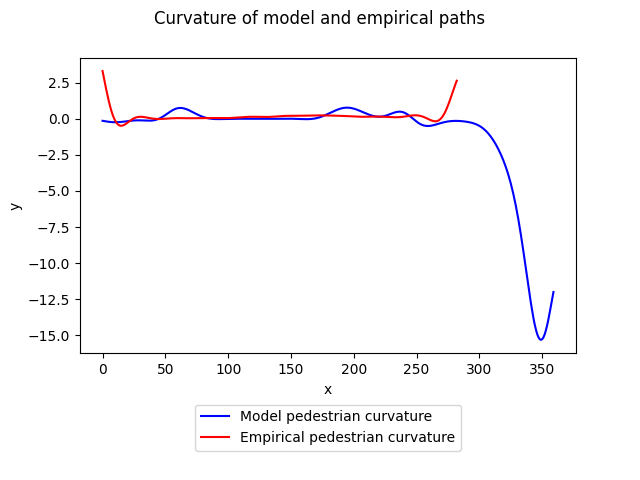 Curvature of model and empirical paths
2.5
0.0
−2.5
−5.0
−7.5
−10.0
−12.5
−15.0
y
0 50 100 150 200 250 300 350
x
Model pedestrian curvature
Empirical pedestrian curvature